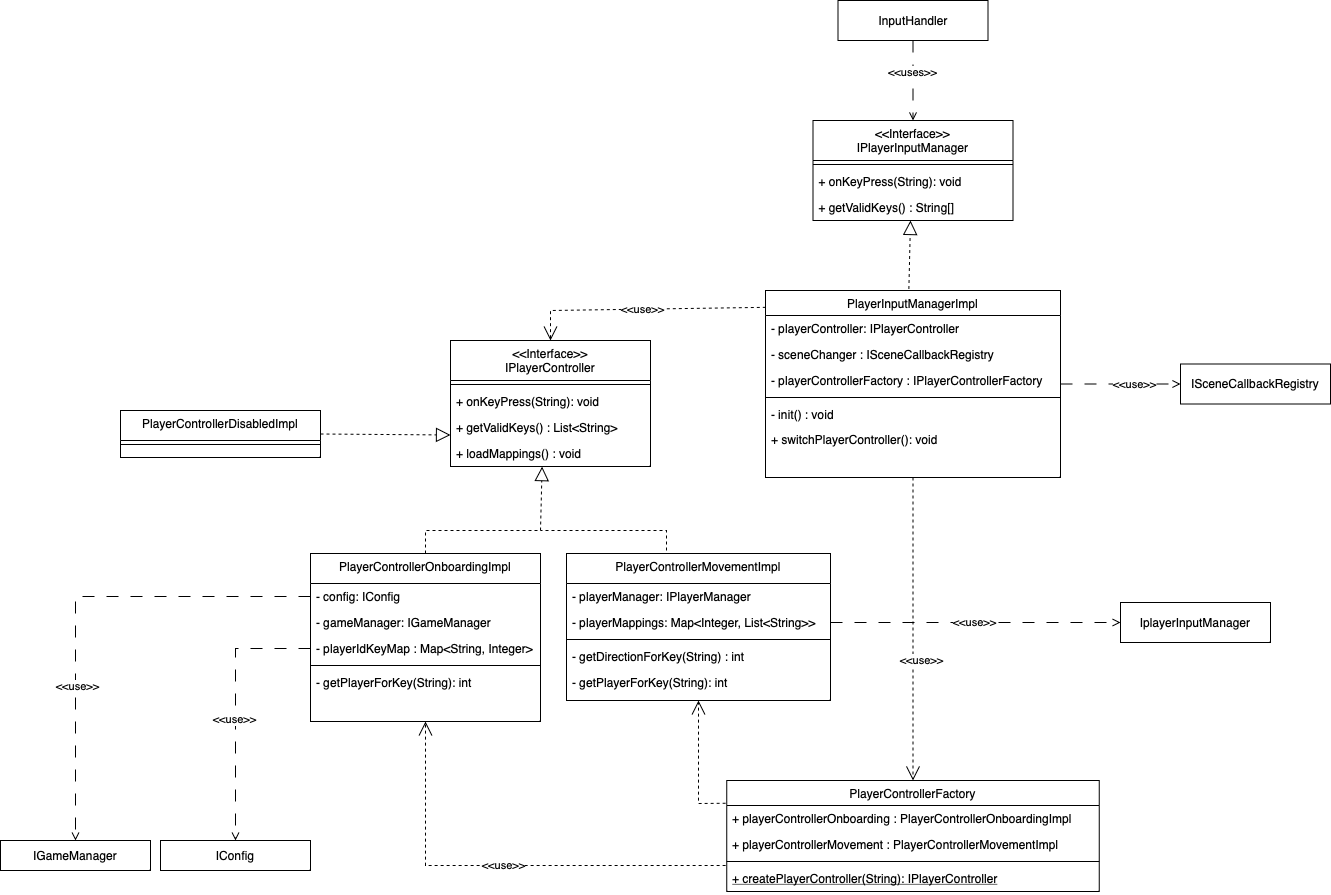 InputHandler
<<uses>>
<<Interface>>
IPlayerInputManager
+ onKeyPress(String): void
+ getValidKeys() : String[]
<<use>>
PlayerInputManagerImpl
- playerController: IPlayerController
- sceneChanger : ISceneCallbackRegistry
- playerControllerFactory : IPlayerControllerFactory
- init() : void
+ switchPlayerController(): void
<<use>>
ISceneCallbackRegistry
<<Interface>>
IPlayerController
+ onKeyPress(String): void
+ getValidKeys() : List<String>
+ loadMappings() : void
PlayerControllerDisabledImpl
PlayerControllerOnboardingImpl
- config: IConfig
- gameManager: IGameManager
- playerIdKeyMap : Map<String, Integer>
- getPlayerForKey(String): int
PlayerControllerMovementImpl
- playerManager: IPlayerManager
- playerMappings: Map<Integer, List<String>>
- getDirectionForKey(String) : int
- getPlayerForKey(String): int
<<use>>
IplayerInputManager
<<use>>
<<use>>
<<use>>
PlayerControllerFactory
+ playerControllerOnboarding : PlayerControllerOnboardingImpl
+ playerControllerMovement : PlayerControllerMovementImpl
+ createPlayerController(String): IPlayerController
<<use>>
IGameManager
IConfig